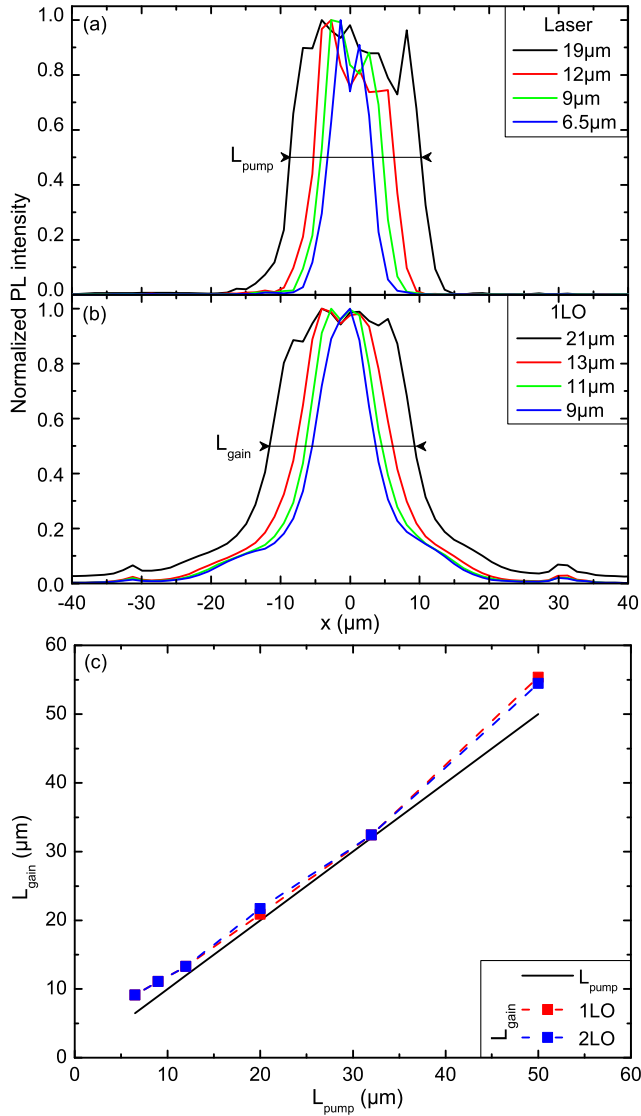 (a)
Laser
19µm
12µm
9µm
6.5µm
L_pump
1.0
0.8
0.6
0.4
0.2
0.0
Normalized PL intensity
(b)
1LO
21µm
13µm
11µm
9µm
L_gain
1.0
0.8
0.6
0.4
0.2
0.0
-40 -30 -20 -10 0 10 20 30 40
x (µm)
(c)
60
50
40
30
20
10
0
L_gain (µm)
L_pump
L_gain
1LO
2LO
0 10 20 30 40 50 60
L_pump (µm)